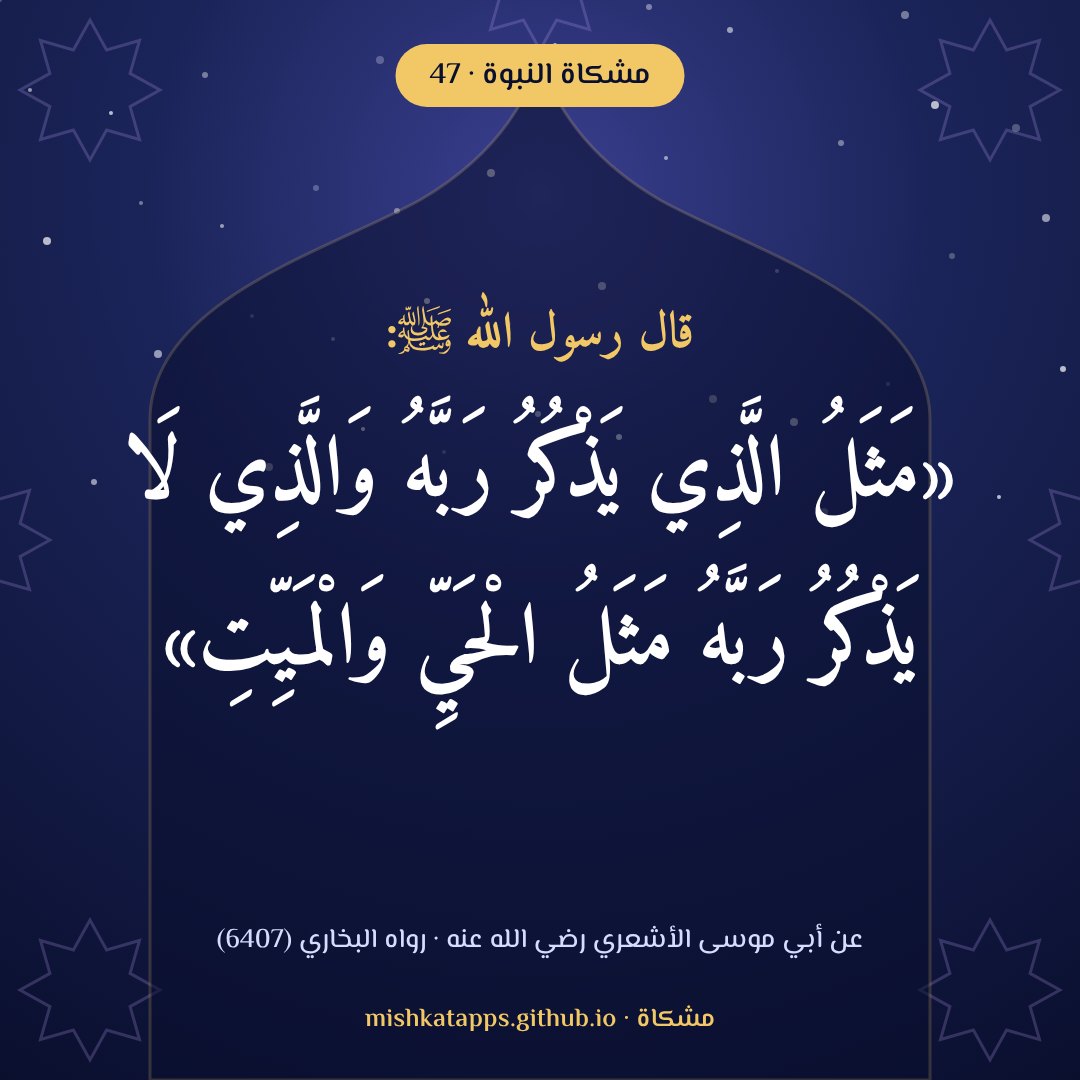 مشكاة النبوة · 47
قال رسول الله ﷺ:
«مَثَلُ الَّذِي يَذْكُرُ رَبَّهُ وَالَّذِي لَا
يَذْكُرُ رَبَّهُ مَثَلُ الْحَيِّ وَالْمَيِّتِ»
عن أبي موسى الأشعري رضي الله عنه · رواه البخاري (6407)
مشكاة · mishkatapps.github.io